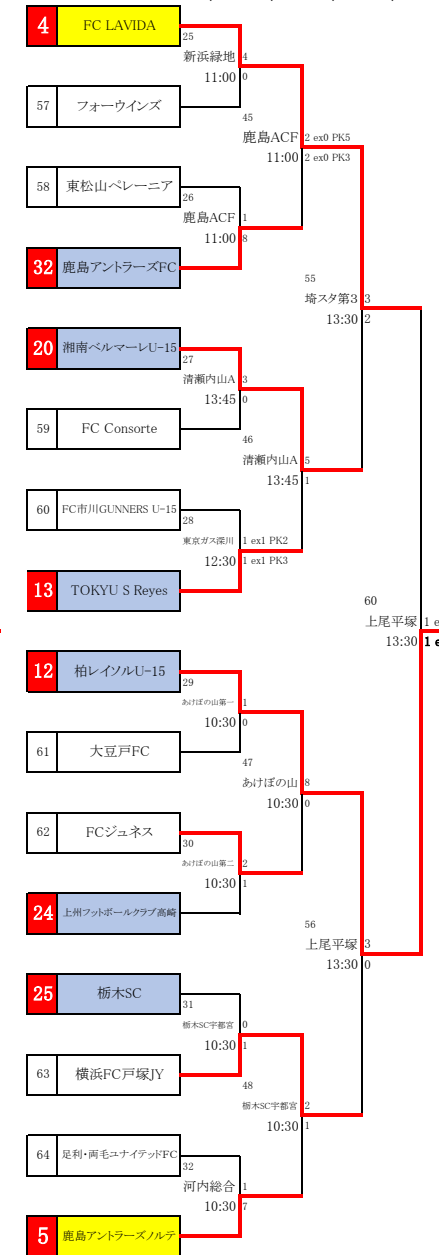 4 FC LAVIDA
25
新浜緑地 4
11:00 0
57 フォーウインズ
45
鹿島ACF 2 ex0 PK5
11:00 2 ex0 PK3
58 東松山ペレーニア
26
鹿島ACF 1
11:00 8
32 鹿島アントラーズFC
55
埼スタ第3 3
13:30 2
20 湘南ベルマーレU-15
27
清瀬内山A 3
13:45 0
59 FC Consorte
46
清瀬内山A 5
13:45 1
60 FC市川GUNNERS U-15
28
東京ガス深川 1 ex1 PK2
12:30 1 ex1 PK3
13 TOKYU S Reyes
60
上尾平塚 1 e
13:30 1 e
12 柏レイソルU-15
29
あけぼの山第一 1
10:30 0
61 大豆戸FC
47
あけぼの山 8
10:30 0
62 FCジュネス
30
あけぼの山第二 2
10:30 1
24 上州フットボールクラブ高崎
56
上尾平塚 3
13:30 0
25 栃木SC
31
栃木SC宇都宮 0
10:30 1
63 横浜FC戸塚JY
48
栃木SC宇都宮 2
10:30 1
64 足利・両毛ユナイテッドFC
32
河内総合 1
10:30 7
5 鹿島アントラーズノルテ